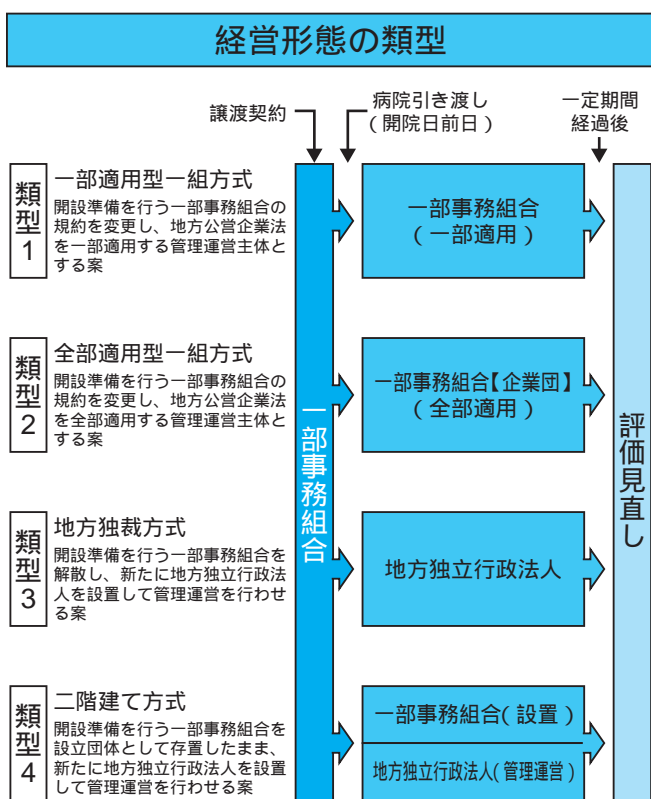 経営形態の類型
譲渡契約
病院引き渡し
(開院日前日)
一定期間
経過後
類型1
一部適用型一組方式
開設準備を行う一部事務組合の
規約を変更し、地方公営企業法
を一部適用する管理運営主体と
する案
一部事務組合
(一部適用)
類型2
全部適用型一組方式
開設準備を行う一部事務組合の
規約を変更し、地方公営企業法
を全部適用する管理運営主体と
する案
一部事務組合【企業団】
(全部適用)
類型3
地方独裁方式
開設準備を行う一部事務組合を
解散し、新たに地方独立行政法
人を設置して管理運営を行わせ
る案
地方独立行政法人
類型4
二階建て方式
開設準備を行う一部事務組合を
設立団体として存置したまま、
新たに地方独立行政法人を設置
して管理運営を行わせる案
一部事務組合(設置)
地方独立行政法人(管理運営)
一部事務組合
評価見直し